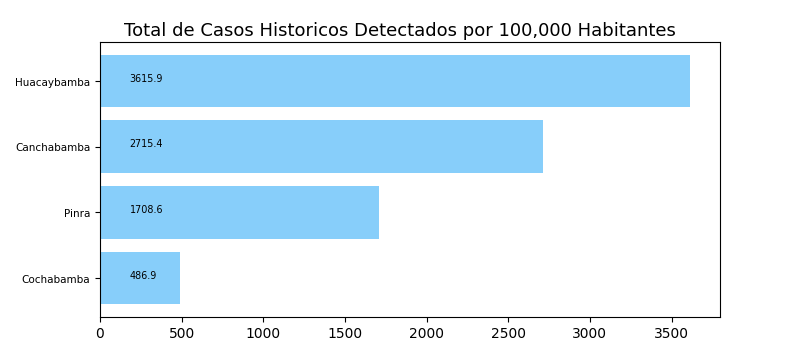 Total de Casos Historicos Detectados por 100,000 Habitantes
Huacaybamba 3615.9
Canchabamba 2715.4
Pinra 1708.6
Cochabamba 486.9
0 500 1000 1500 2000 2500 3000 3500